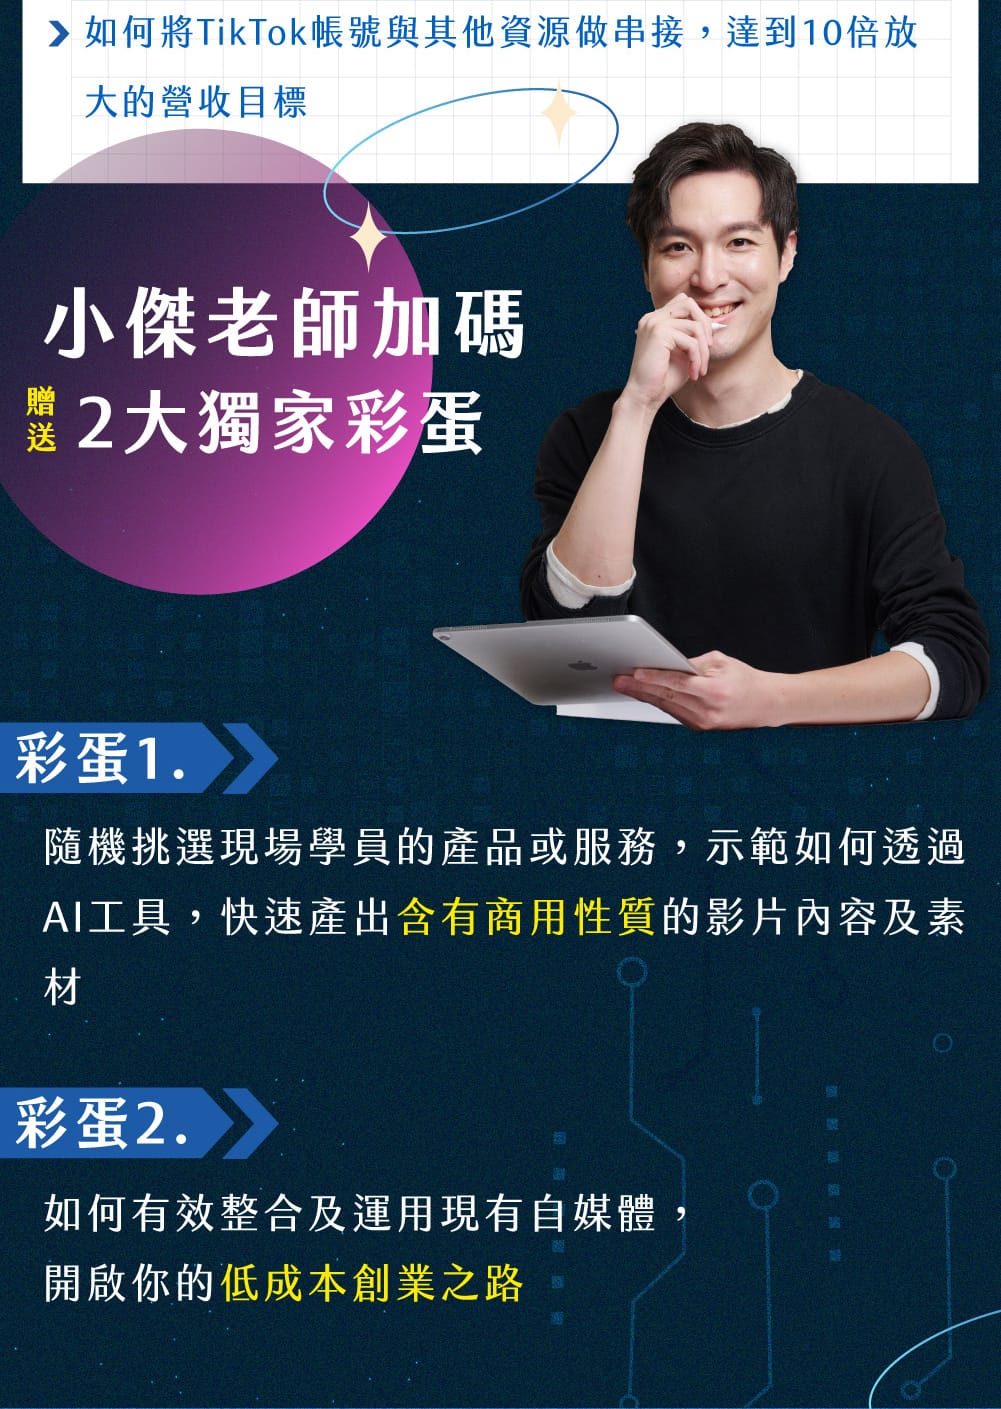 如何將TikTok帳號與其他資源做串接，達到10倍放
大的營收目標
小傑老師加碼
贈送 2大獨家彩蛋
彩蛋1.
隨機挑選現場學員的產品或服務，示範如何透過
AI工具，快速產出含有商用性質的影片內容及素
材
彩蛋2.
如何有效整合及運用現有自媒體，
開啟你的低成本創業之路